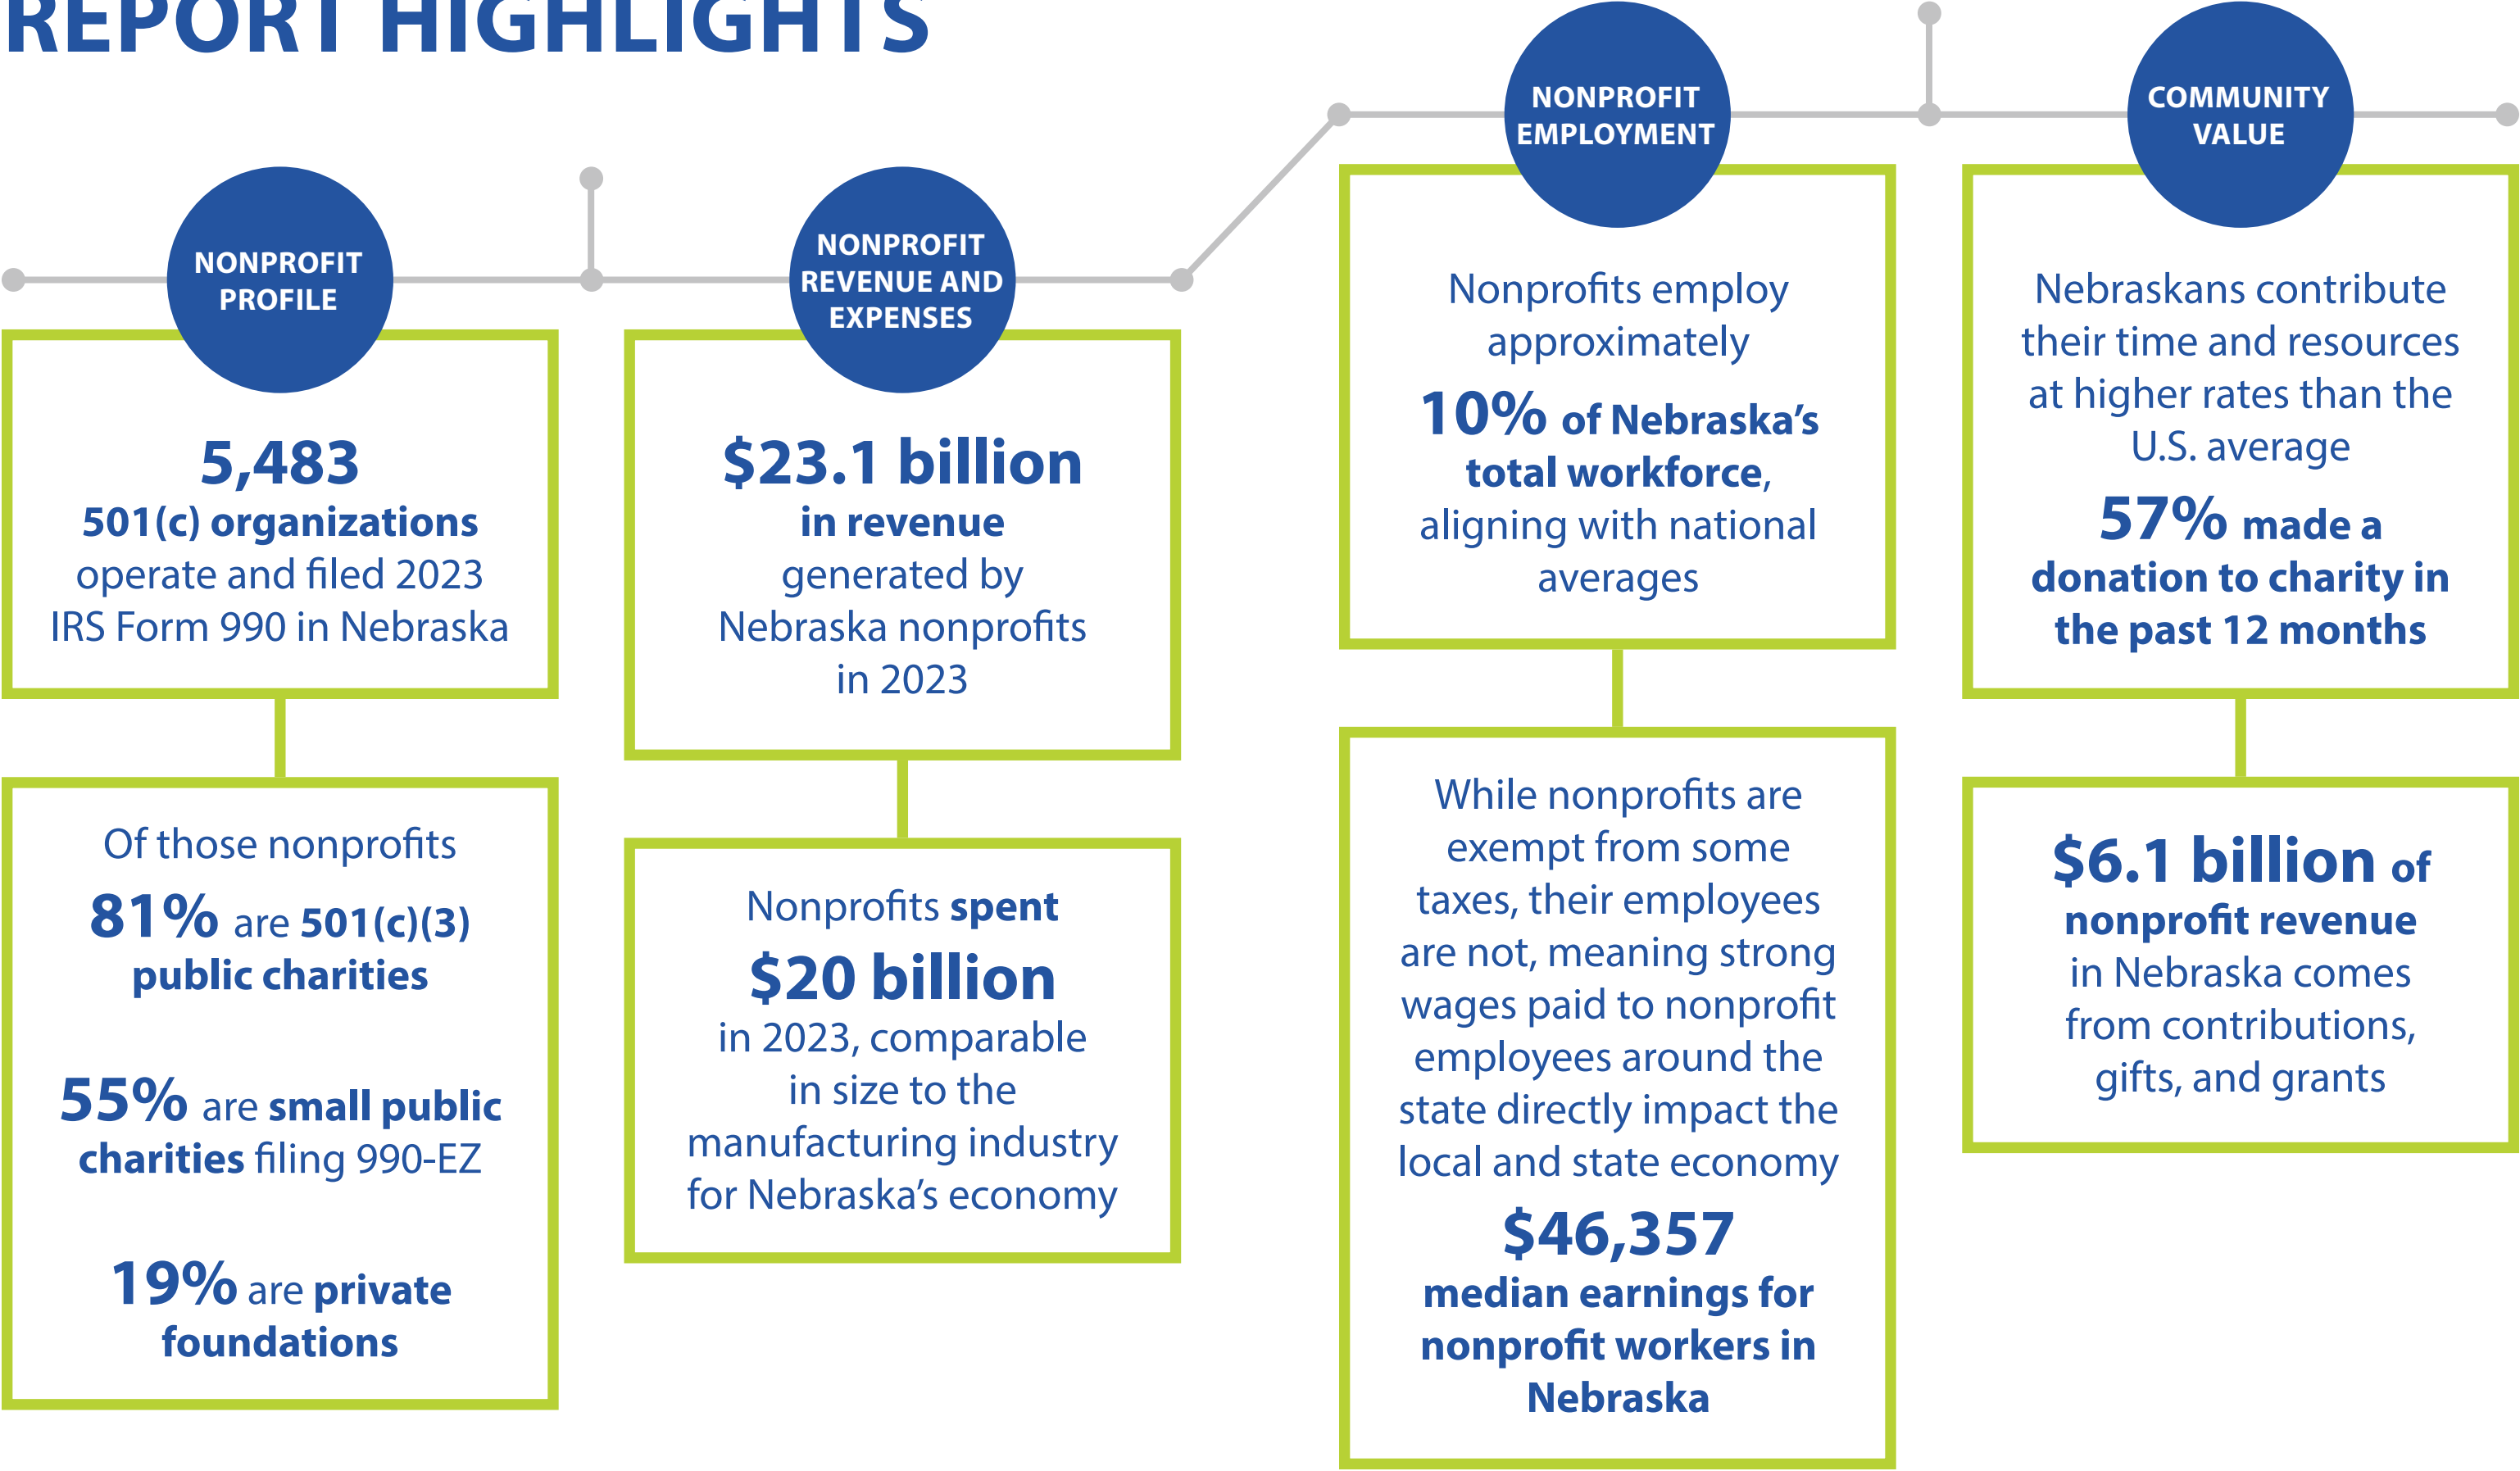 REPORT HIGHLIGHTS
NONPROFIT
PROFILE
5,483
501(c) organizations
operate and filed 2023
IRS Form 990 in Nebraska
Of those nonprofits
81% are 501(c)(3)
public charities
55% are small public
charities filing 990-EZ
19% are private
foundations
NONPROFIT
REVENUE AND
EXPENSES
$23.1 billion
in revenue
generated by
Nebraska nonprofits
in 2023
Nonprofits spent
$20 billion
in 2023, comparable
in size to the
manufacturing industry
for Nebraska’s economy
NONPROFIT
EMPLOYMENT
Nonprofits employ
approximately
10% of Nebraska’s
total workforce,
aligning with national
averages
While nonprofits are
exempt from some
taxes, their employees
are not, meaning strong
wages paid to nonprofit
employees around the
state directly impact the
local and state economy
$46,357
median earnings for
nonprofit workers in
Nebraska
COMMUNITY
VALUE
Nebraskans contribute
their time and resources
at higher rates than the
U.S. average
57% made a
donation to charity in
the past 12 months
$6.1 billion of
nonprofit revenue
in Nebraska comes
from contributions,
gifts, and grants